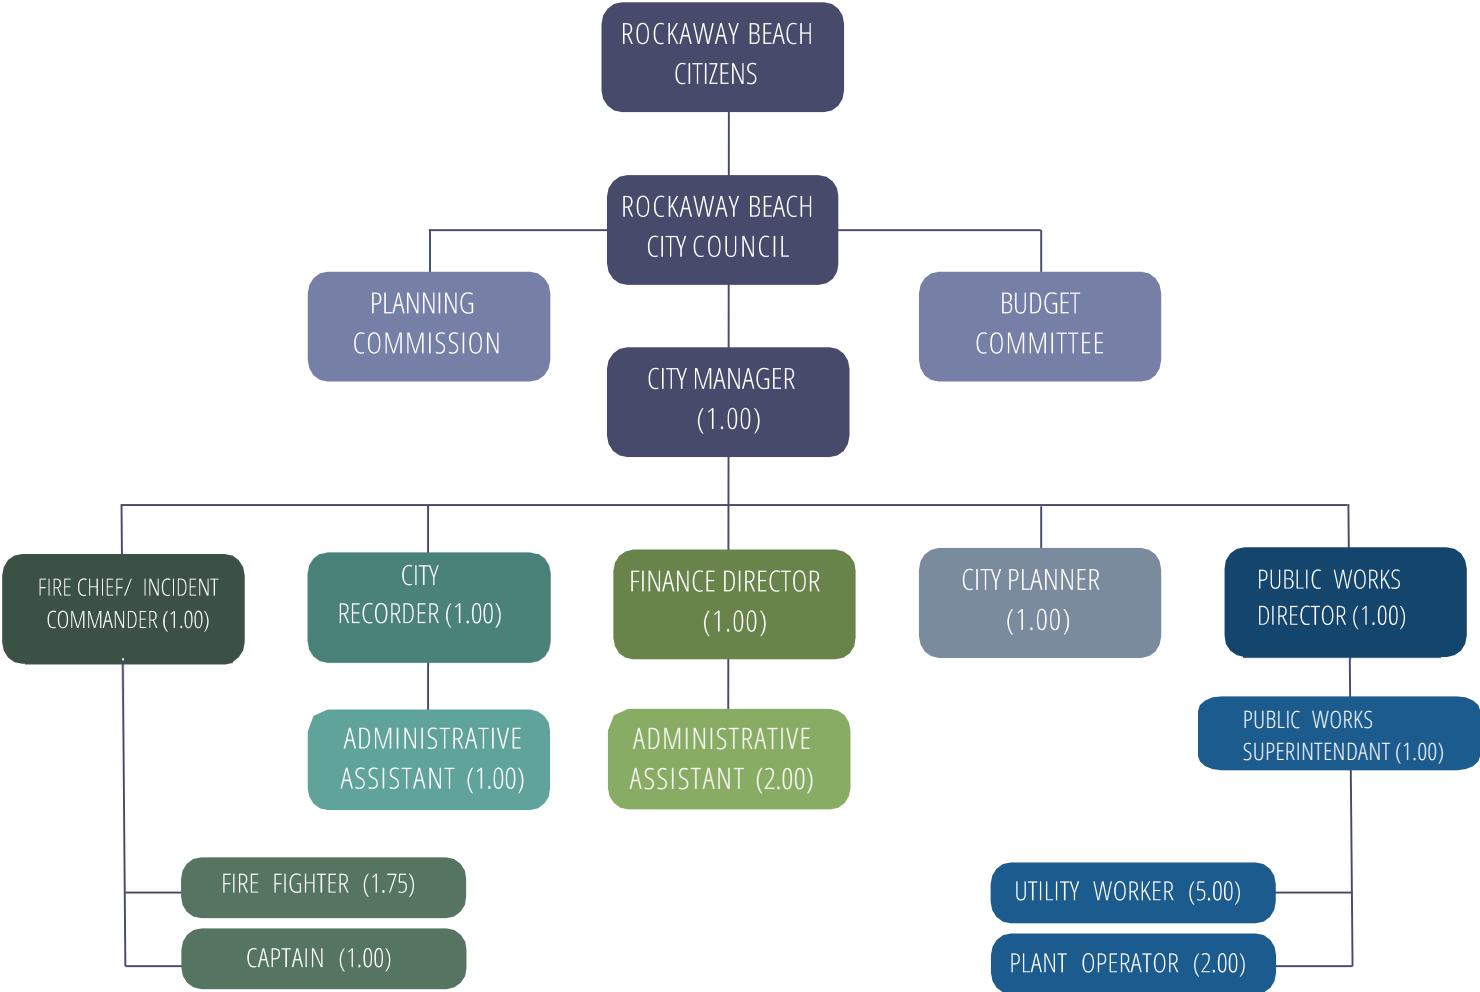 ROCKAWAY BEACH
CITIZENS
ROCKAWAY BEACH
CITY COUNCIL
PLANNING
COMMISSION
BUDGET
COMMITTEE
CITY MANAGER
(1.00)
FIRE CHIEF/ INCIDENT
COMMANDER (1.00)
CITY
RECORDER (1.00)
FINANCE DIRECTOR
(1.00)
CITY PLANNER
(1.00)
PUBLIC WORKS
DIRECTOR (1.00)
ADMINISTRATIVE
ASSISTANT (1.00)
ADMINISTRATIVE
ASSISTANT (2.00)
PUBLIC WORKS
SUPERINTENDANT (1.00)
FIRE FIGHTER (1.75)
CAPTAIN (1.00)
UTILITY WORKER (5.00)
PLANT OPERATOR (2.00)